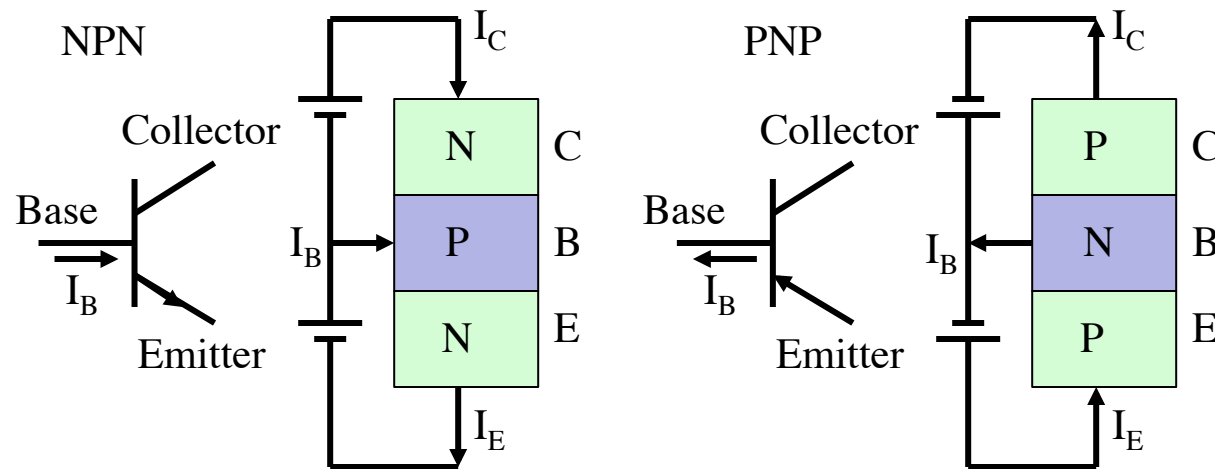 NPN
I_C
Collector
N
C
Base
I_B
P
B
I_B
N
E
Emitter
I_E
PNP
I_C
Collector
P
C
Base
I_B
N
B
I_B
P
E
Emitter
I_E